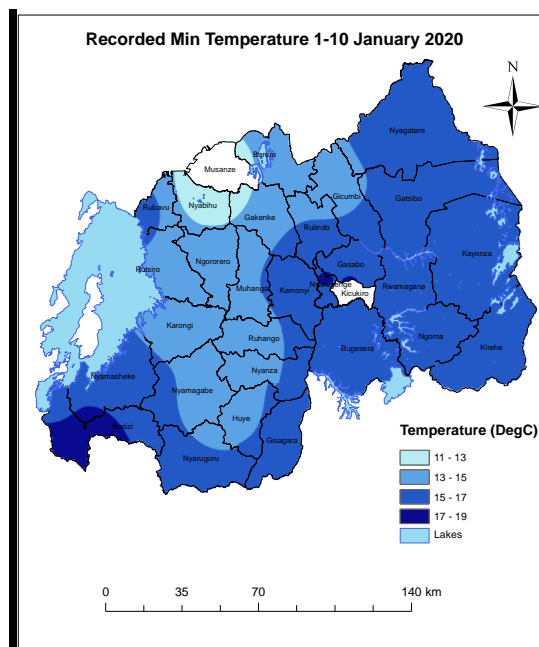 Recorded Min Temperature 1-10 January 2020
N
Nyagatare
Burera
Musanze
Gicumbi
Nyabihu
Gatsibo
Rubavu
Gakenke
Rulindo
Ngororero
Gasabo
Kayonza
Rutsiro
Muhanga
Kamonyi
Nyarugenge
Rwamagana
Kicukiro
Karongi
Ruhango
Bugesera
Ngoma
Kirehe
Nyamasheke
Nyanza
Nyamagabe
Huye
Rusizi
Gisagara
Nyaruguru
Temperature (DegC)
11 - 13
13 - 15
15 - 17
17 - 19
Lakes
0 35 70 140 km